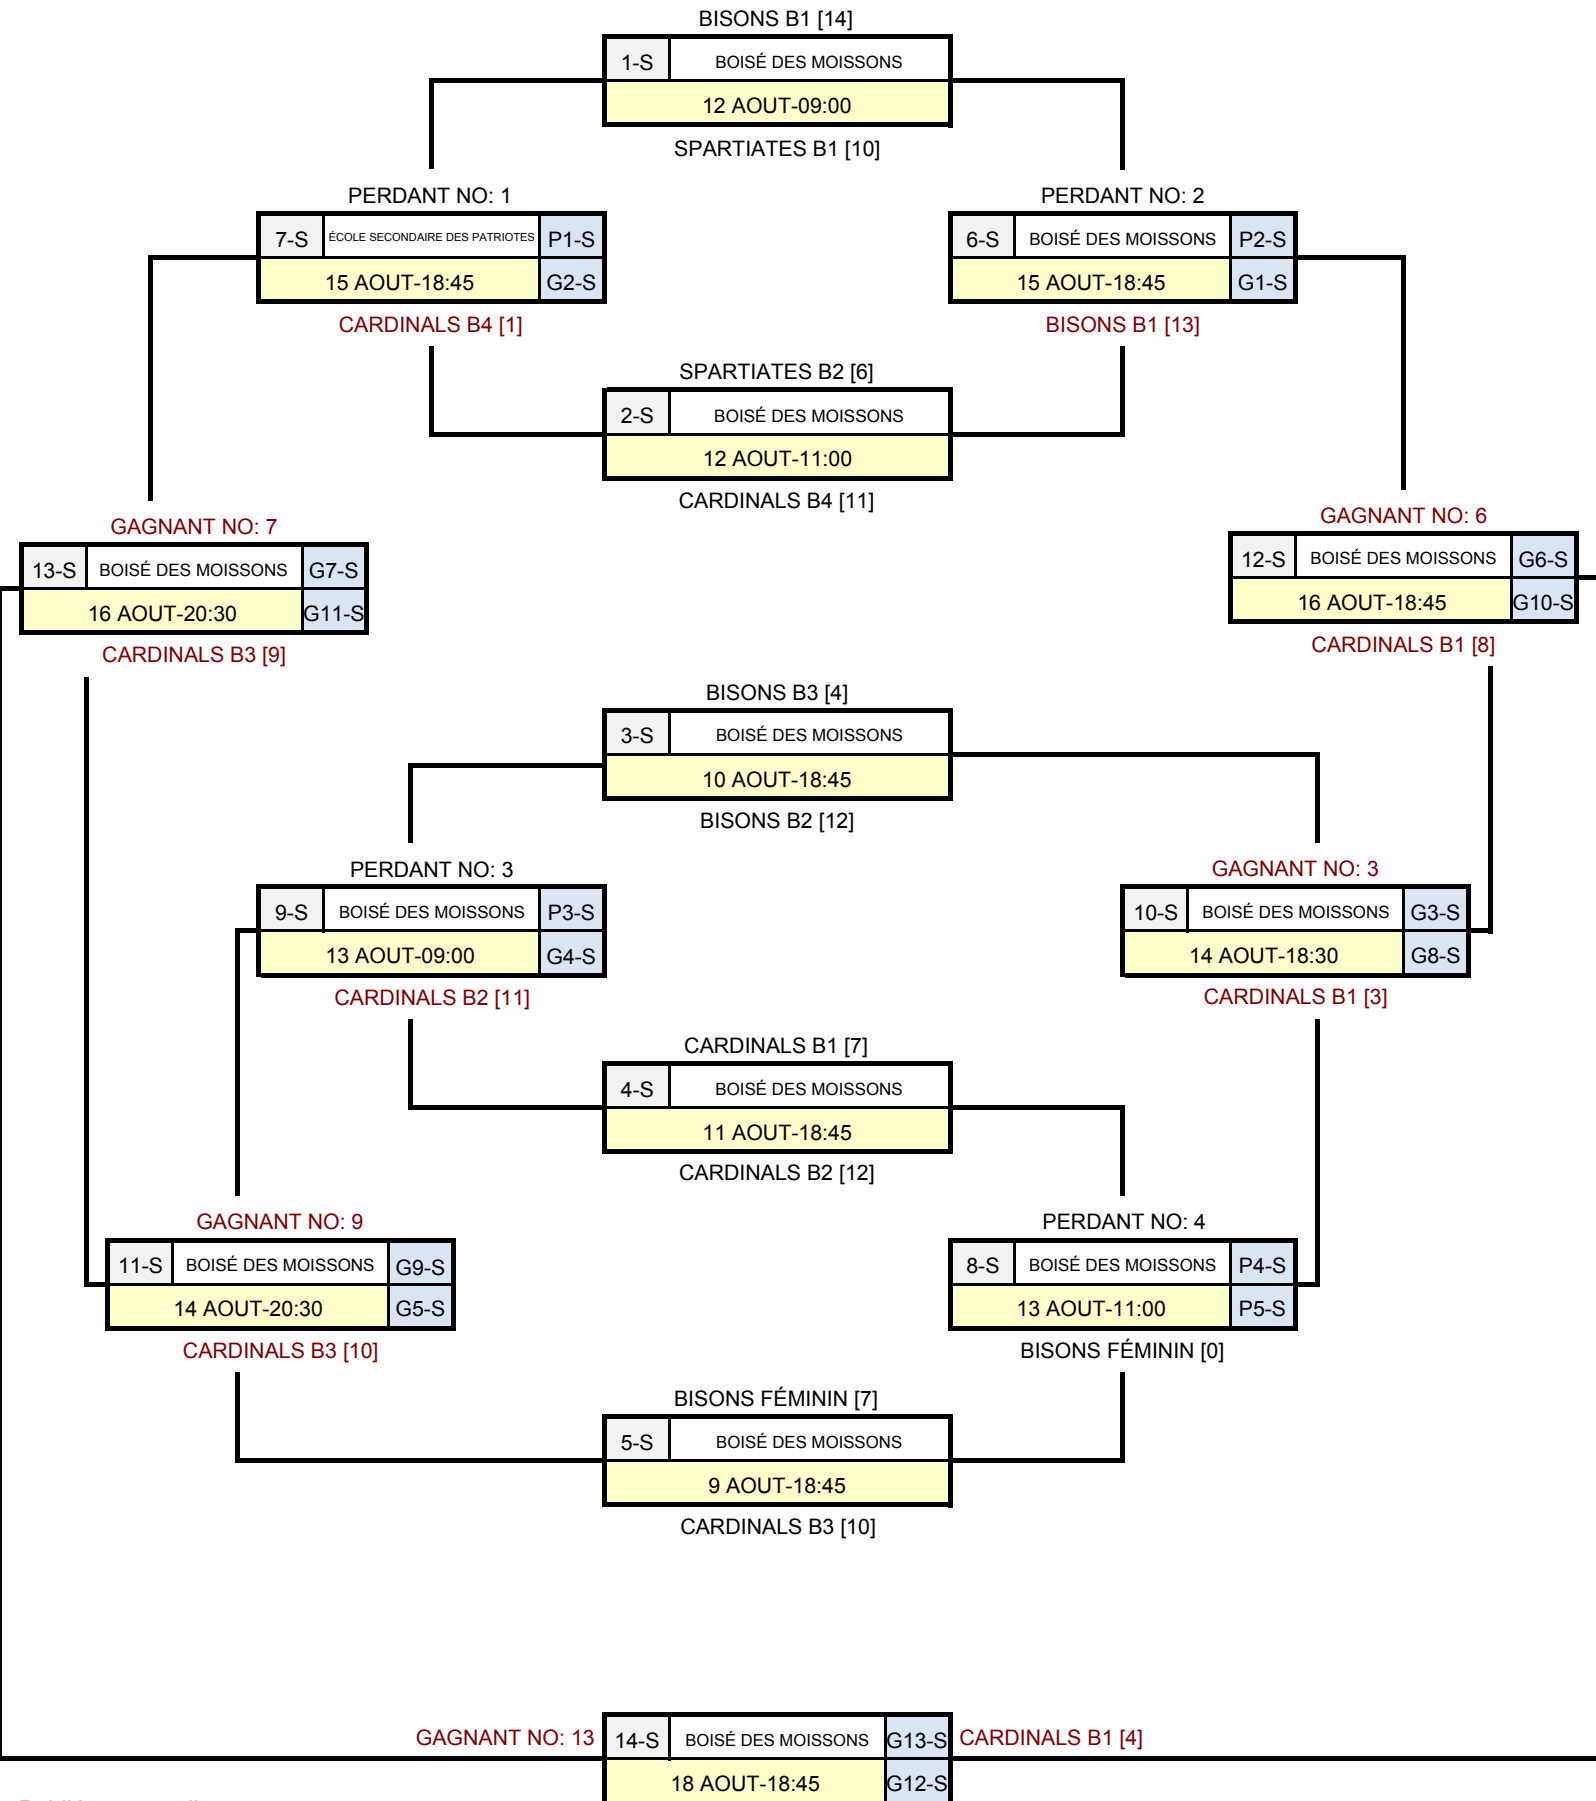 BISONS B1 [14]
1-S BOISÉ DES MOISSONS
12 AOUT-09:00
SPARTIATES B1 [10]
PERDANT NO: 1
7-S ÉCOLE SECONDAIRE DES PATRIOTES P1-S
15 AOUT-18:45 G2-S
CARDINALS B4 [1]
PERDANT NO: 2
6-S BOISÉ DES MOISSONS P2-S
15 AOUT-18:45 G1-S
BISONS B1 [13]
SPARTIATES B2 [6]
2-S BOISÉ DES MOISSONS
12 AOUT-11:00
CARDINALS B4 [11]
GAGNANT NO: 7
13-S BOISÉ DES MOISSONS G7-S
16 AOUT-20:30 G11-S
CARDINALS B3 [9]
GAGNANT NO: 6
12-S BOISÉ DES MOISSONS G6-S
16 AOUT-18:45 G10-S
CARDINALS B1 [8]
BISONS B3 [4]
3-S BOISÉ DES MOISSONS
10 AOUT-18:45
BISONS B2 [12]
PERDANT NO: 3
9-S BOISÉ DES MOISSONS P3-S
13 AOUT-09:00 G4-S
CARDINALS B2 [11]
GAGNANT NO: 3
10-S BOISÉ DES MOISSONS G3-S
14 AOUT-18:30 G8-S
CARDINALS B1 [3]
CARDINALS B1 [7]
4-S BOISÉ DES MOISSONS
11 AOUT-18:45
CARDINALS B2 [12]
GAGNANT NO: 9
11-S BOISÉ DES MOISSONS G9-S
14 AOUT-20:30 G5-S
CARDINALS B3 [10]
PERDANT NO: 4
8-S BOISÉ DES MOISSONS P4-S
13 AOUT-11:00 P5-S
BISONS FÉMININ [0]
BISONS FÉMININ [7]
5-S BOISÉ DES MOISSONS
9 AOUT-18:45
CARDINALS B3 [10]
GAGNANT NO: 13 14-S BOISÉ DES MOISSONS G13-S CARDINALS B1 [4]
18 AOUT-18:45 G12-S